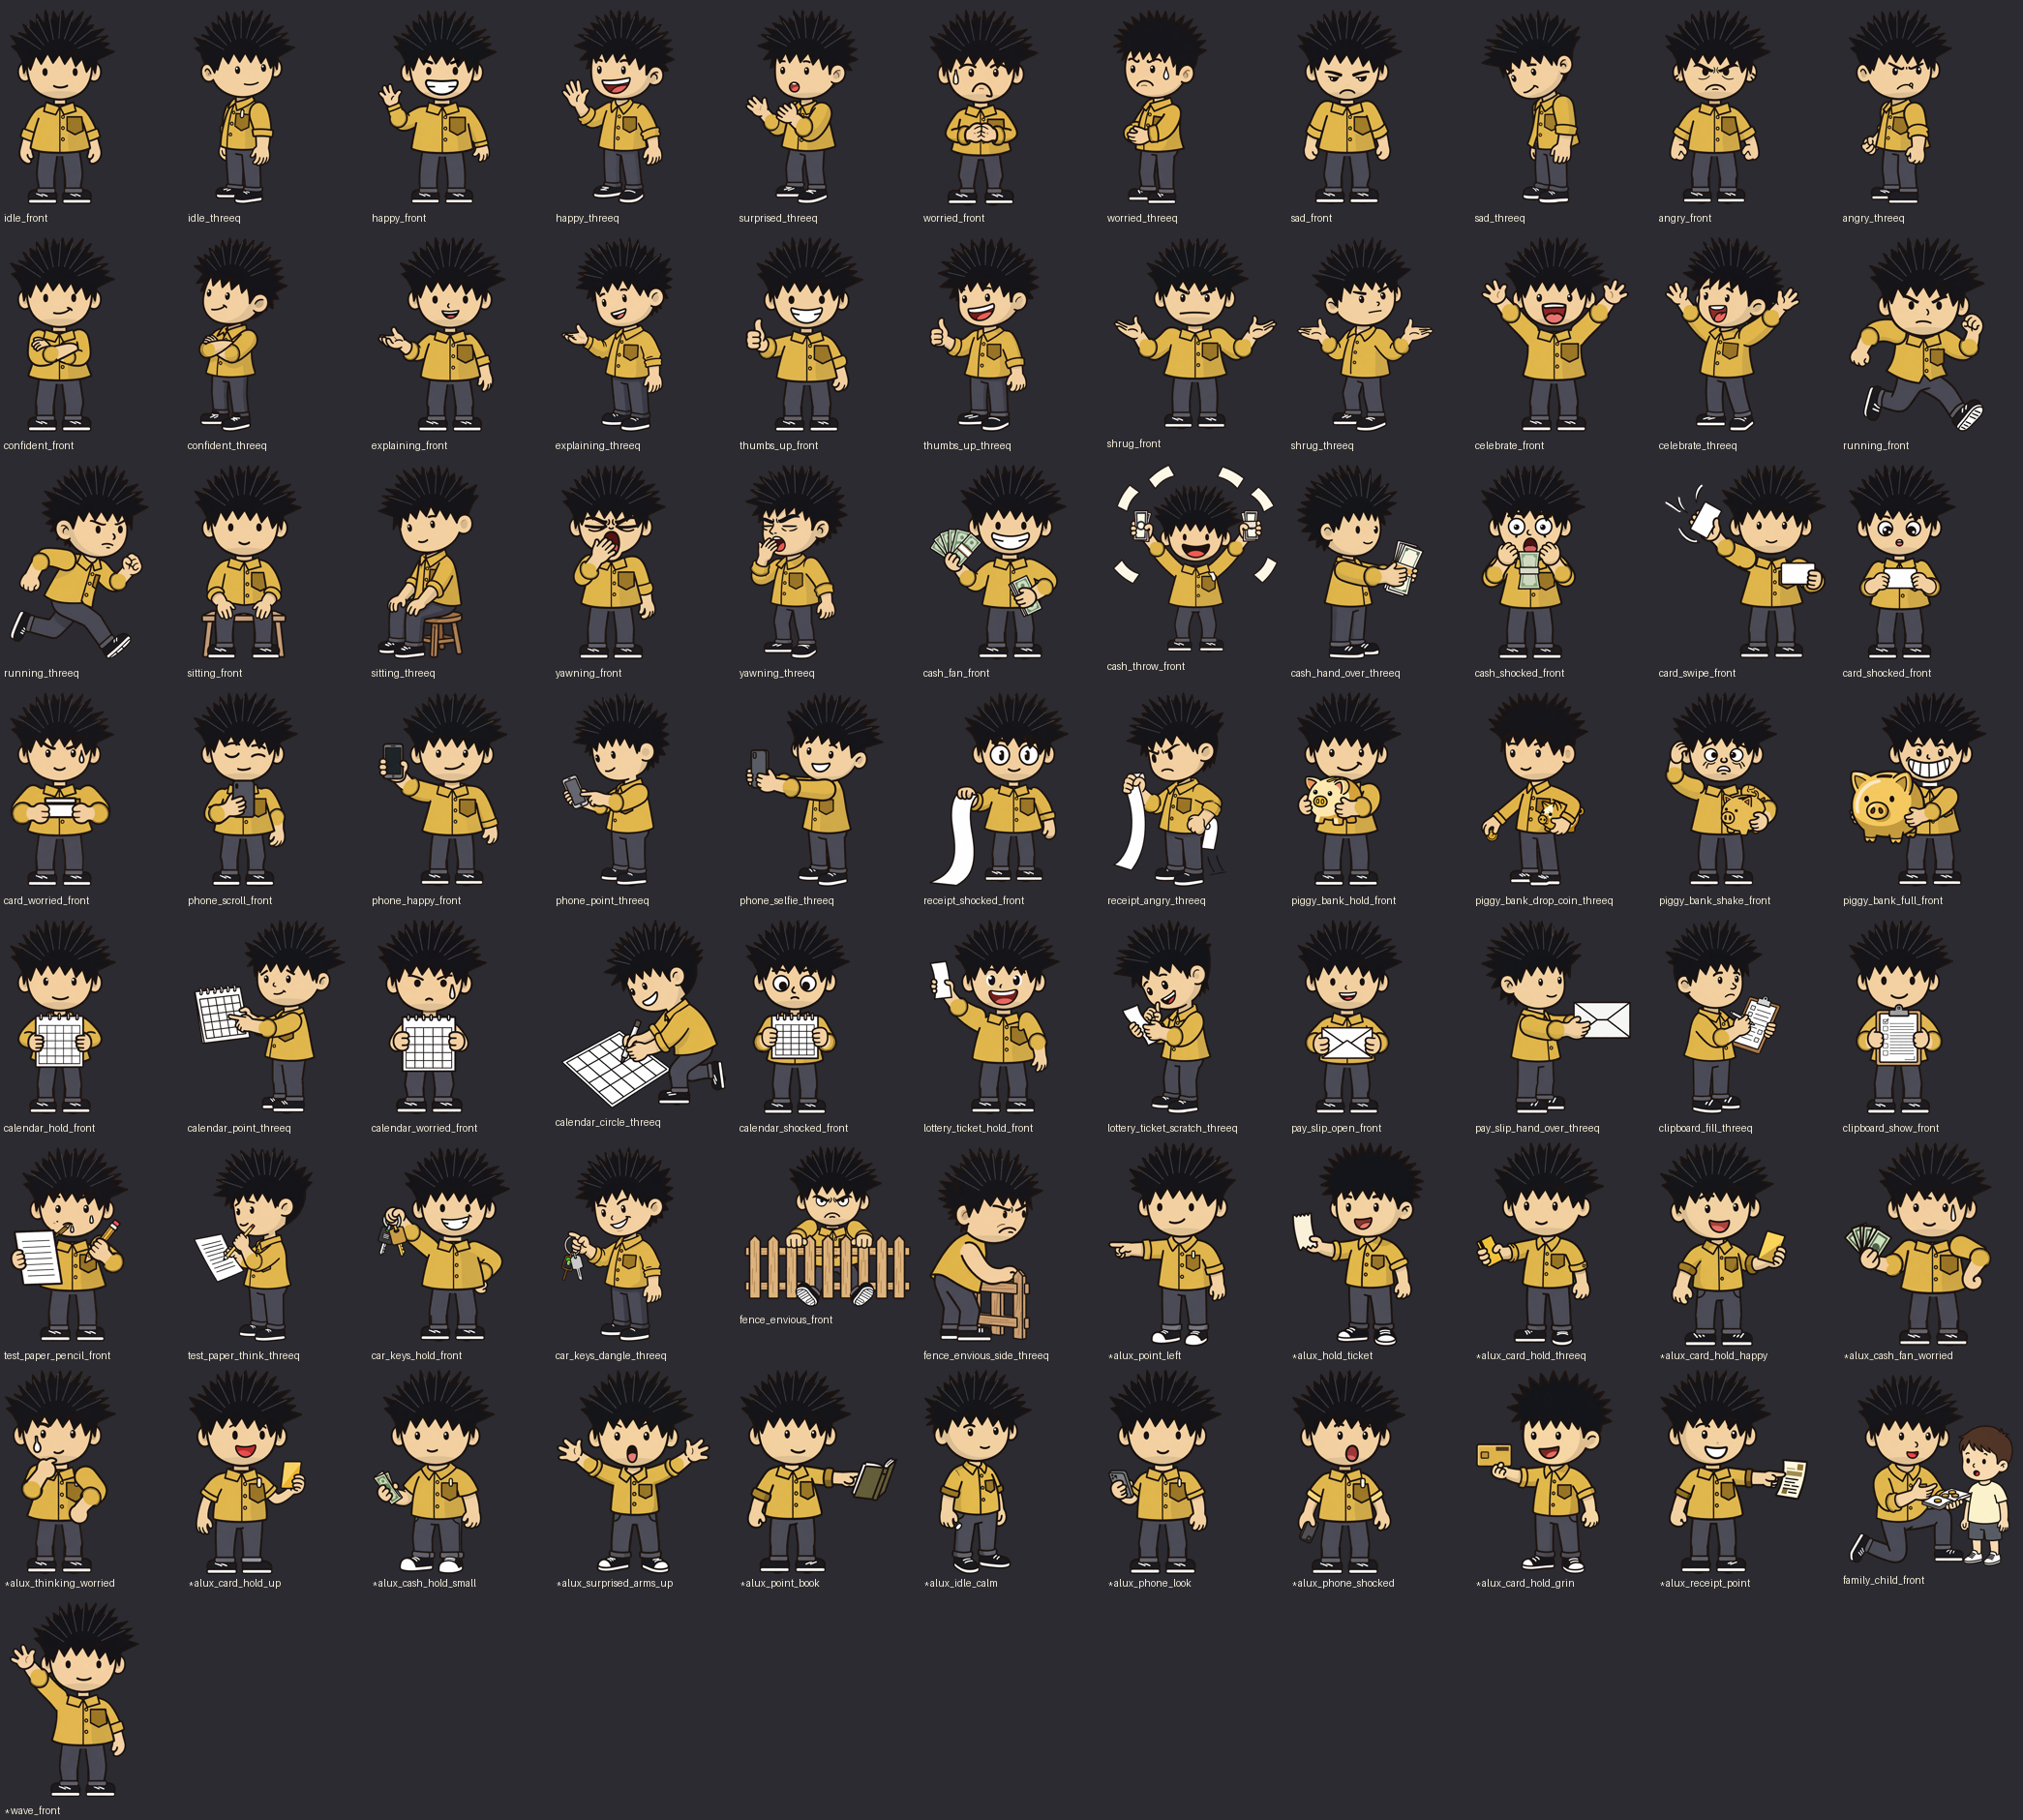 idle_front
idle_threeq
happy_front
happy_threeq
surprised_threeq
worried_front
worried_threeq
sad_front
sad_threeq
angry_front
angry_threeq
confident_front
confident_threeq
explaining_front
explaining_threeq
thumbs_up_front
thumbs_up_threeq
shrug_front
shrug_threeq
celebrate_front
celebrate_threeq
running_front
running_threeq
sitting_front
sitting_threeq
yawning_front
yawning_threeq
cash_fan_front
cash_throw_front
cash_hand_over_threeq
cash_shocked_front
card_swipe_front
card_shocked_front
card_worried_front
phone_scroll_front
phone_happy_front
phone_point_threeq
phone_selfie_threeq
receipt_shocked_front
receipt_angry_threeq
piggy_bank_hold_front
piggy_bank_drop_coin_threeq
piggy_bank_shake_front
piggy_bank_full_front
calendar_hold_front
calendar_point_threeq
calendar_worried_front
calendar_circle_threeq
calendar_shocked_front
lottery_ticket_hold_front
lottery_ticket_scratch_threeq
pay_slip_open_front
pay_slip_hand_over_threeq
clipboard_fill_threeq
clipboard_show_front
test_paper_pencil_front
test_paper_think_threeq
car_keys_hold_front
car_keys_dangle_threeq
fence_envious_front
fence_envious_side_threeq
*alux_point_left
*alux_hold_ticket
*alux_card_hold_threeq
*alux_card_hold_happy
*alux_cash_fan_worried
*alux_thinking_worried
*alux_card_hold_up
*alux_cash_hold_small
*alux_surprised_arms_up
*alux_point_book
*alux_idle_calm
*alux_phone_look
*alux_phone_shocked
*alux_card_hold_grin
*alux_receipt_point
family_child_front
*wave_front